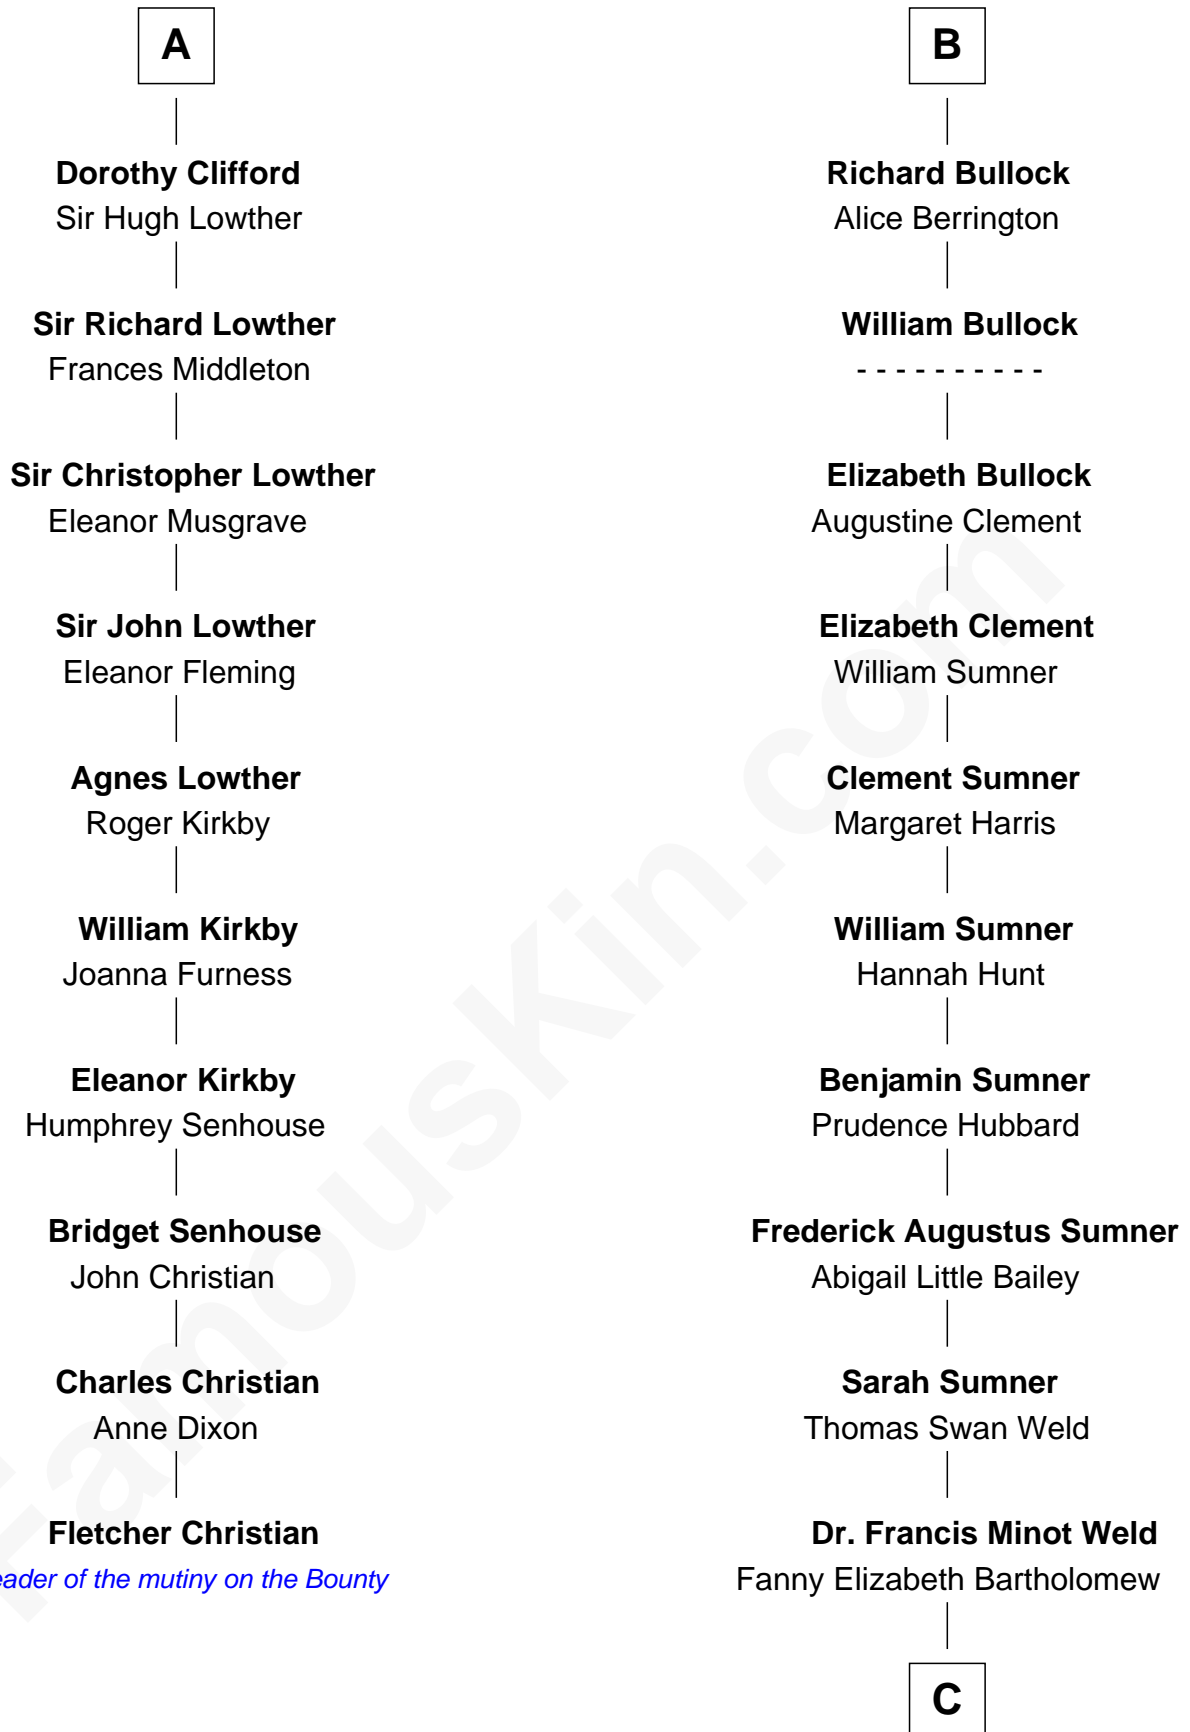 A
Dorothy Clifford
Sir Hugh Lowther
Sir Richard Lowther
Frances Middleton
Sir Christopher Lowther
Eleanor Musgrave
Sir John Lowther
Eleanor Fleming
Agnes Lowther
Roger Kirkby
William Kirkby
Joanna Furness
Eleanor Kirkby
Humphrey Senhouse
Bridget Senhouse
John Christian
Charles Christian
Anne Dixon
Fletcher Christian
eader of the mutiny on the Bounty
B
Richard Bullock
Alice Berrington
William Bullock
- - - - - - - - - -
Elizabeth Bullock
Augustine Clement
Elizabeth Clement
William Sumner
Clement Sumner
Margaret Harris
William Sumner
Hannah Hunt
Benjamin Sumner
Prudence Hubbard
Frederick Augustus Sumner
Abigail Little Bailey
Sarah Sumner
Thomas Swan Weld
Dr. Francis Minot Weld
Fanny Elizabeth Bartholomew
C
FamousKin.com